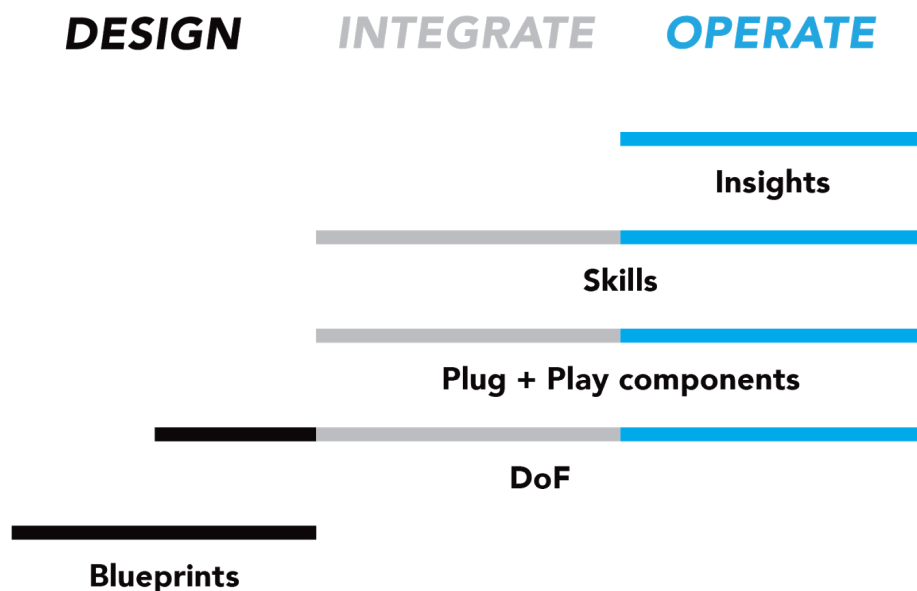 DESIGN INTEGRATE OPERATE
Insights
Skills
Plug + Play components
DoF
Blueprints